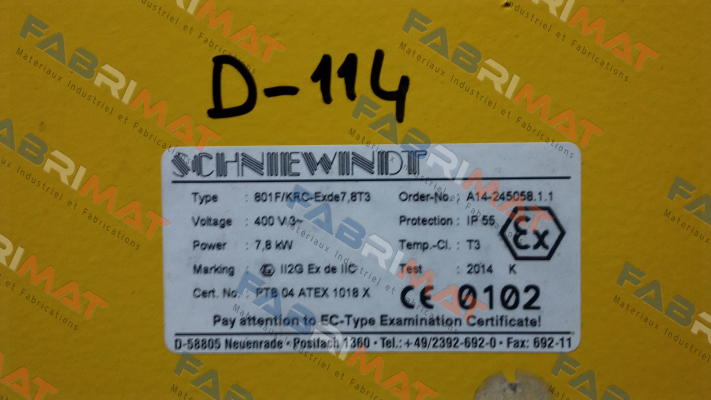 D-114
SCHNIEWINDT
Type : 801F/KRC-Exde7,8T3 Order-No.: A14-245058.1.1
Voltage : 400 V 3~ Protection : IP 55
Power : 7,8 kW Temp.-Cl. : T3
Marking Ex II2G Ex de IIC Test : 2014 K
Ex
Cert. No. : PTB 04 ATEX 1018 X CE 0102
Pay attention to EC-Type Examination Certificate!
D-58805 Neuenrade • Postfach 1360 • Tel.: +49/2392-692-0 • Fax: 692-11
FABRIMAT
Materiaux Industriel et Fabrications